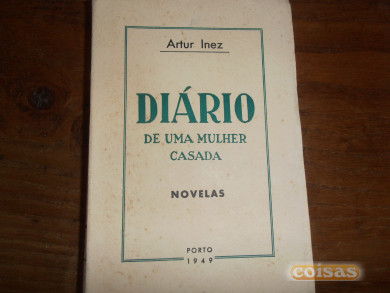 Artur Inez
DIÁRIO
DE UMA MULHER
CASADA
NOVELAS
PORTO
1949
coisas